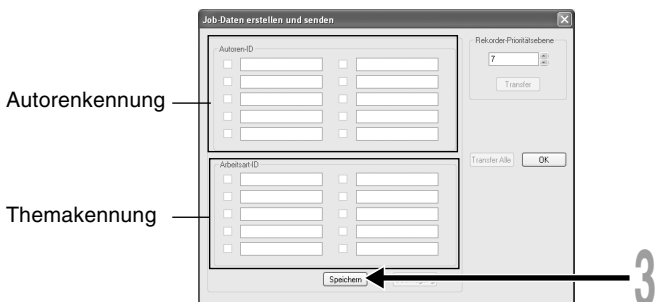 Job-Daten erstellen und senden
Autoren-ID
Rekorder-Prioritätsebene
7
Transfer
Autorenkennung
Arbeitsart-ID
Transfer Alle
OK
Themakennung
Speichern
3